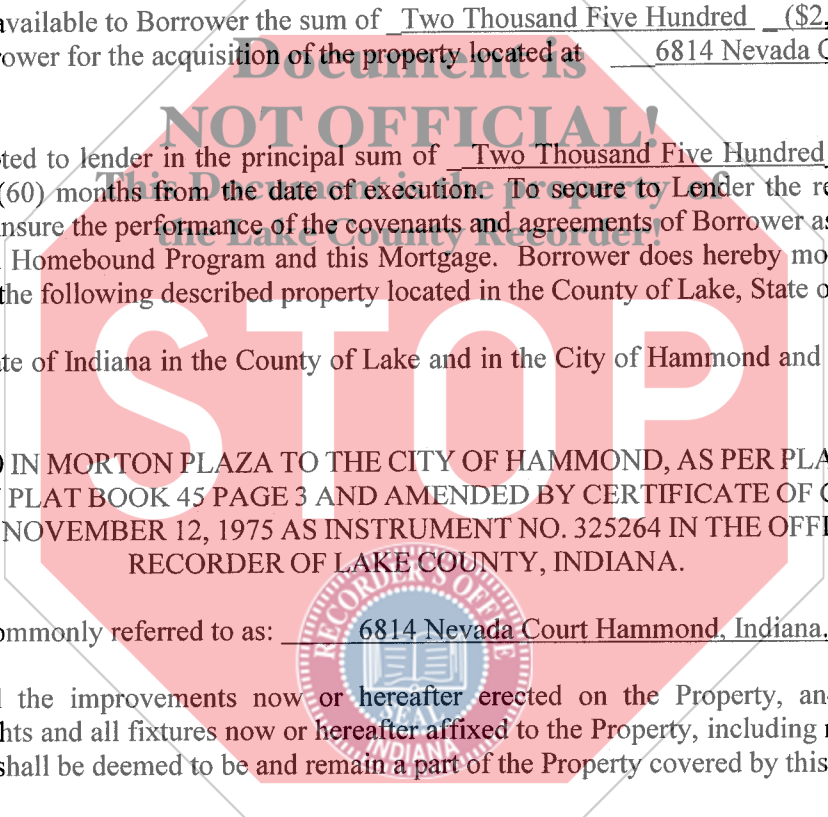 available to Borrower the sum of Two Thousand Five Hundred ($2,
rower for the acquisition of the property located at 6814 Nevada C
Document is
NOT OFFICIAL!
ted to lender in the principal sum of Two Thousand Five Hundred
This Document is the property of
(60) months from the date of execution. To secure to Lender the re
nsure the performance of the covenants and agreements of Borrower as
the Lake County Recorder!
Homebound Program and this Mortgage. Borrower does hereby mo
the following described property located in the County of Lake, State o
STOP
te of Indiana in the County of Lake and in the City of Hammond and
IN MORTON PLAZA TO THE CITY OF HAMMOND, AS PER PLA
PLAT BOOK 45 PAGE 3 AND AMENDED BY CERTIFICATE OF C
NOVEMBER 12, 1975 AS INSTRUMENT NO. 325264 IN THE OFFI
RECORDER OF LAKE COUNTY, INDIANA.
RECORDER'S OFFICE
ommonly referred to as: 6814 Nevada Court Hammond, Indiana.
the improvements now or hereafter erected on the Property, an
hts and all fixtures now or hereafter affixed to the Property, including
INDIANA
shall be deemed to be and remain a part of the Property covered by this